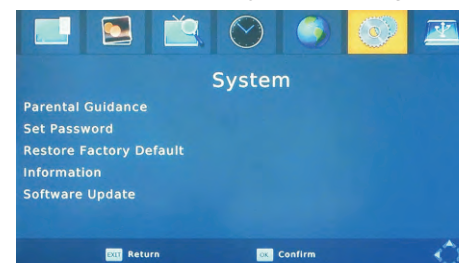 System
Parental Guidance
Set Password
Restore Factory Default
Information
Software Update
EXIT Return
OK Confirm